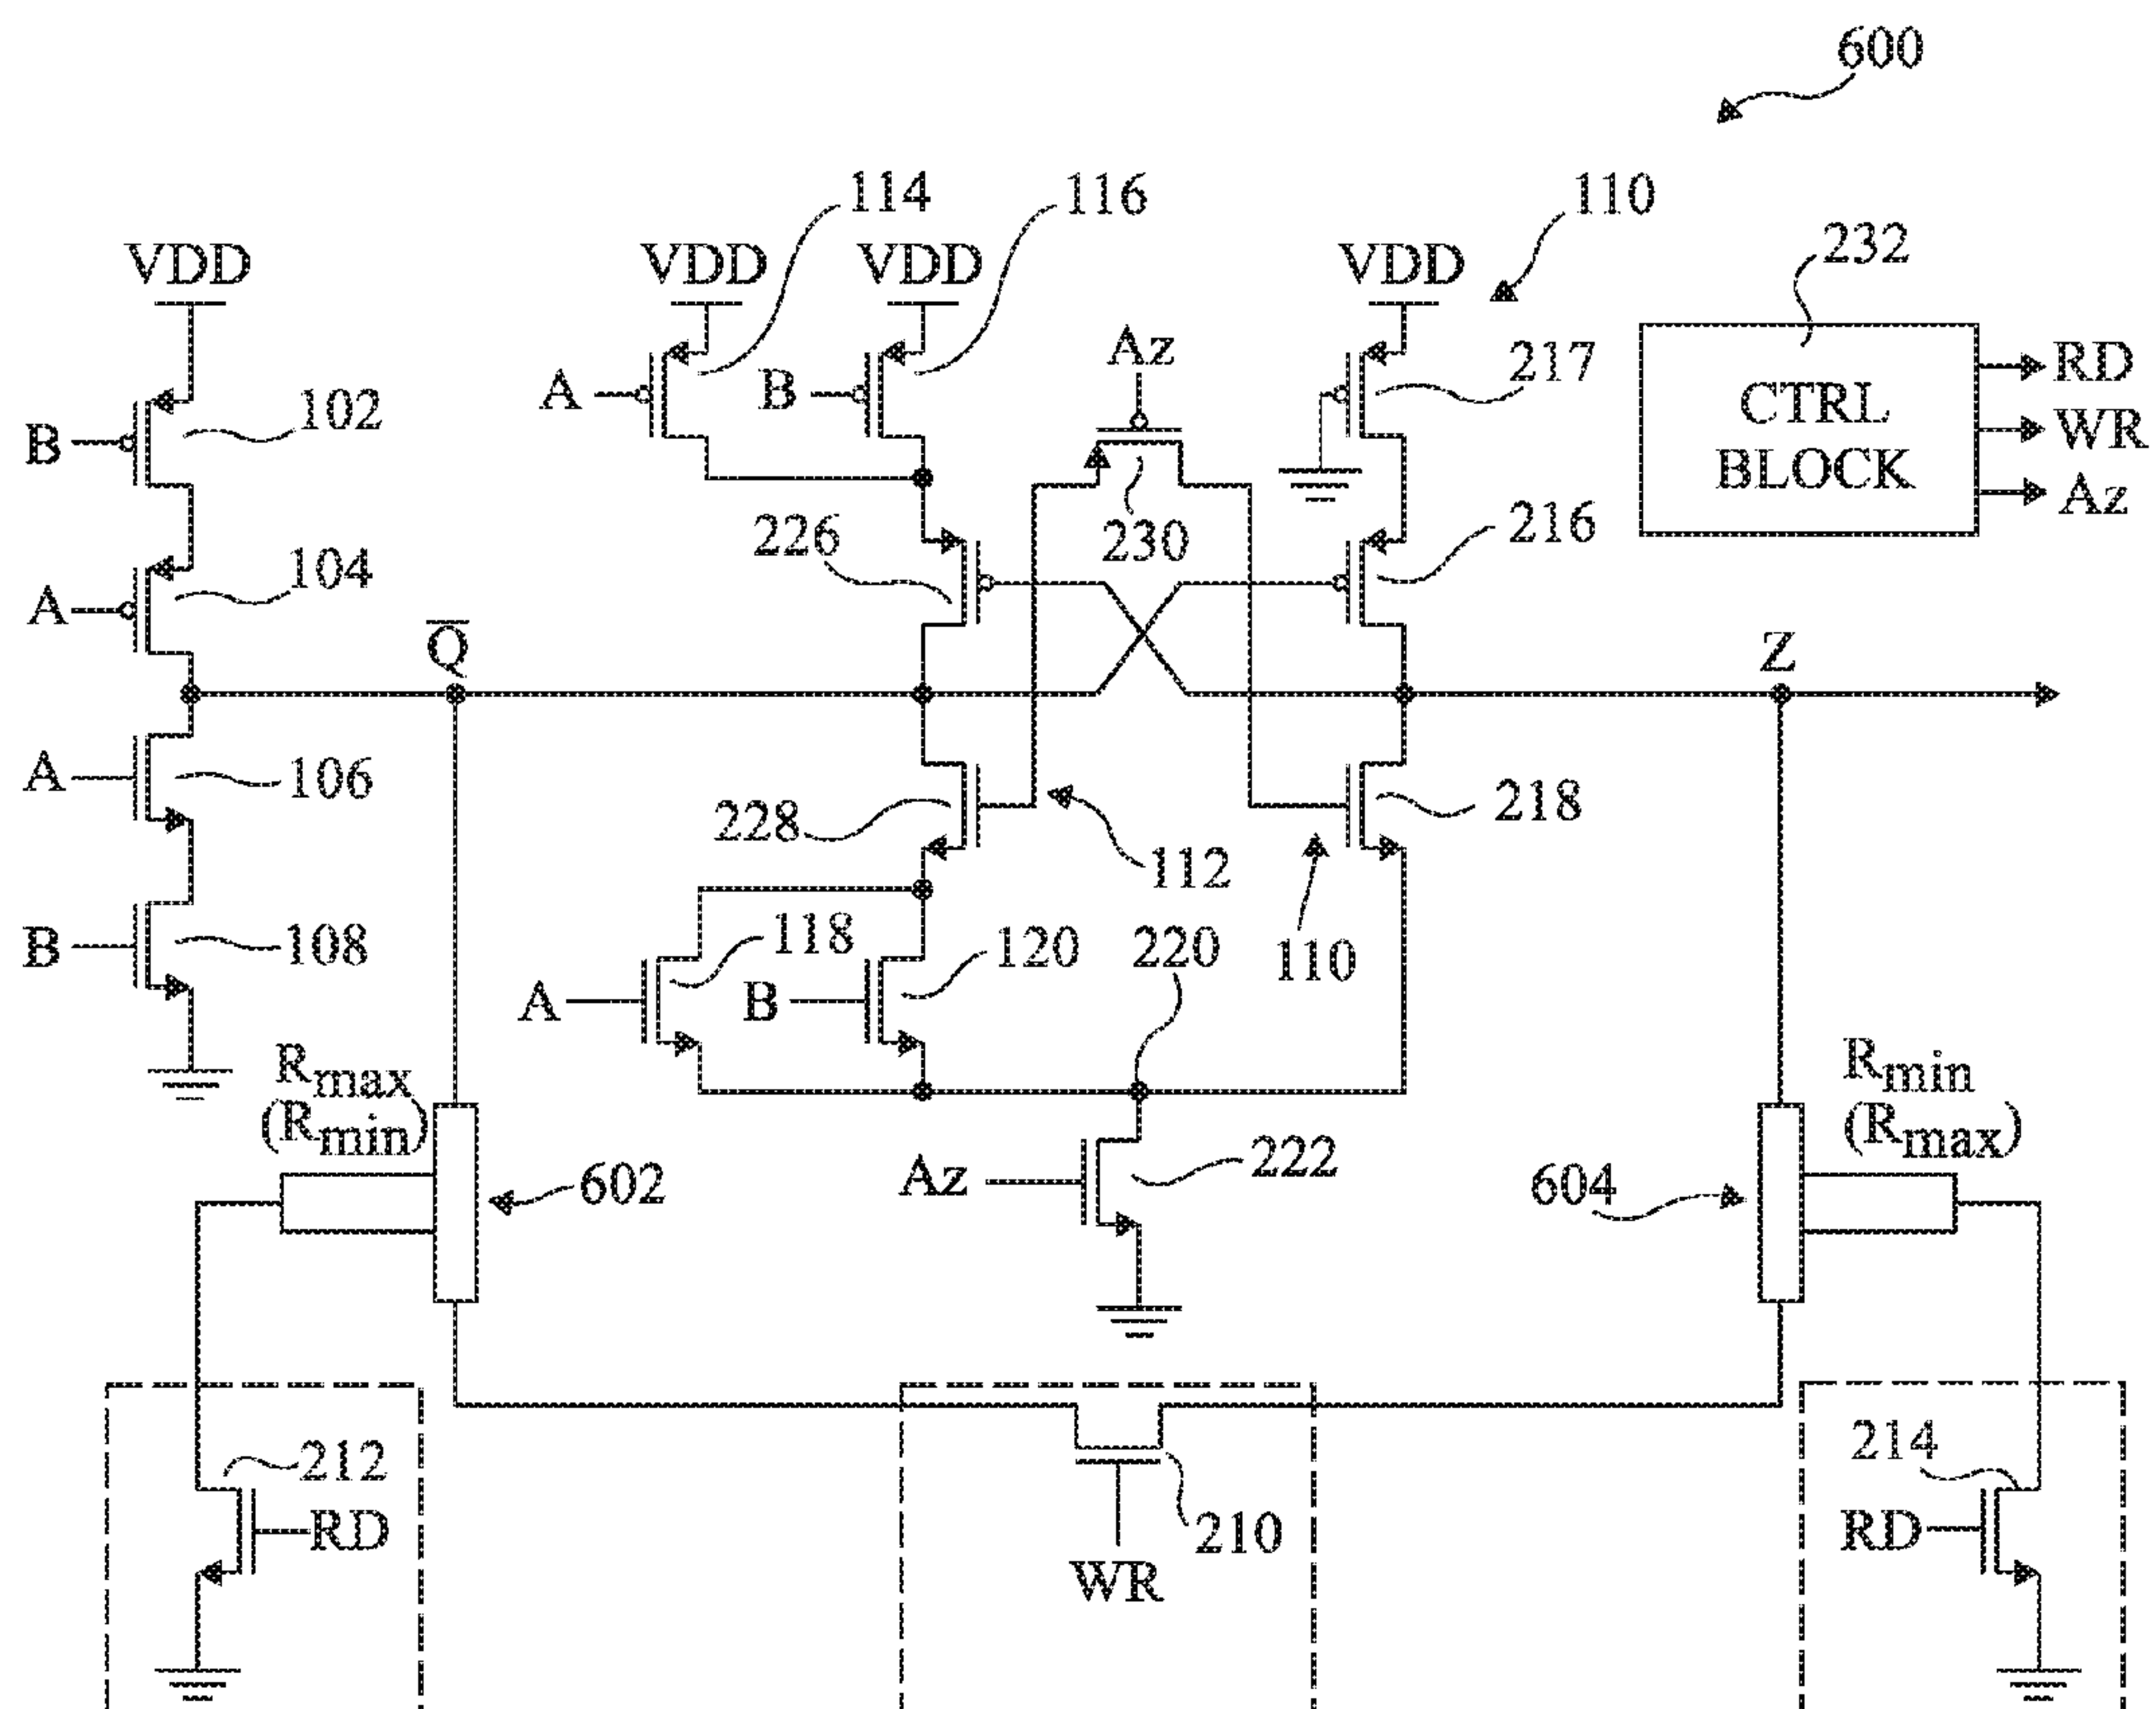 600
114
116
110
232
VDD
VDD
VDD
VDD
Az
217
RD
A
B
CTRL
BLOCK
WR
B
102
Az
226
230
216
104
A
Q̅
Z
A
106
228
218
112
B
108
118
120
220
110
A
B
Rmax
(Rmin)
Rmin
(Rmax)
Az
222
602
604
212
214
RD
210
RD
WR